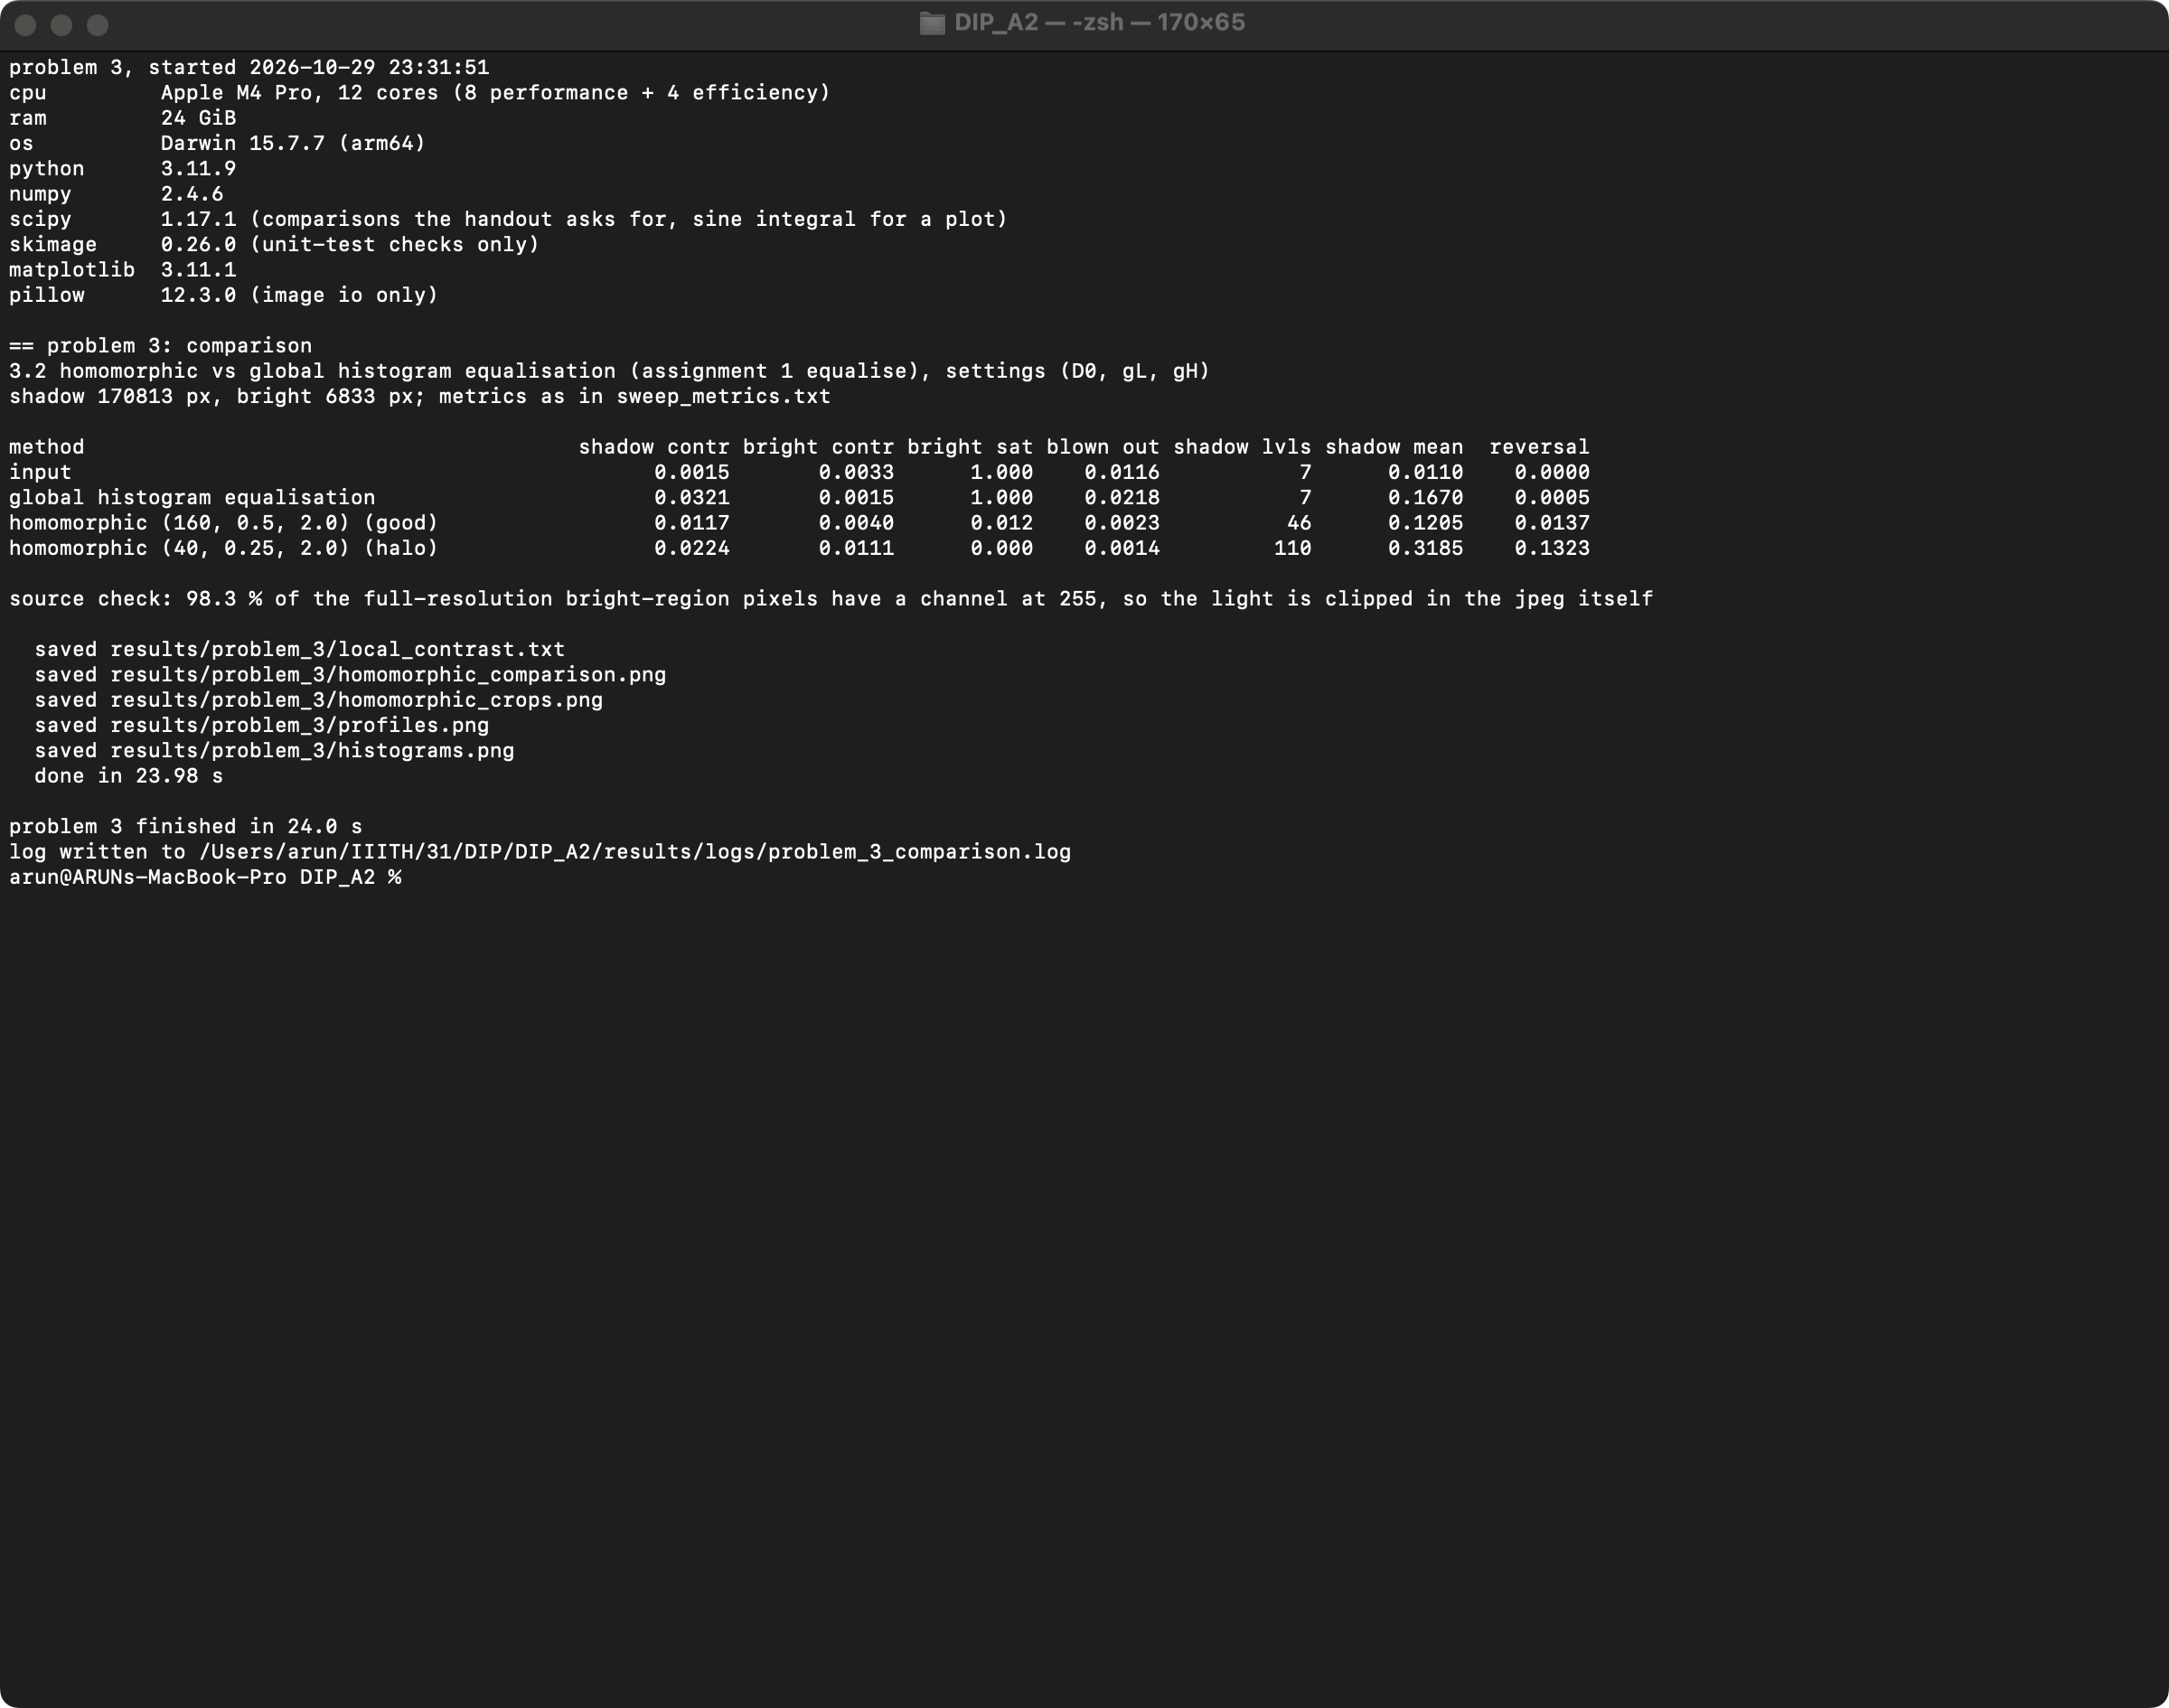 DIP_A2 — -zsh — 170×65
problem 3, started 2026-10-29 23:31:51
cpu         Apple M4 Pro, 12 cores (8 performance + 4 efficiency)
ram         24 GiB
os          Darwin 15.7.7 (arm64)
python      3.11.9
numpy       2.4.6
scipy       1.17.1 (comparisons the handout asks for, sine integral for a plot)
skimage     0.26.0 (unit-test checks only)
matplotlib  3.11.1
pillow      12.3.0 (image io only)
== problem 3: comparison
3.2 homomorphic vs global histogram equalisation (assignment 1 equalise), settings (D0, gL, gH)
shadow 170813 px, bright 6833 px; metrics as in sweep_metrics.txt
method                                       shadow contr bright contr bright sat blown out shadow lvls shadow mean  reversal
input                                              0.0015       0.0033      1.000    0.0116           7      0.0110    0.0000
global histogram equalisation                      0.0321       0.0015      1.000    0.0218           7      0.1670    0.0005
homomorphic (160, 0.5, 2.0) (good)                 0.0117       0.0040      0.012    0.0023          46      0.1205    0.0137
homomorphic (40, 0.25, 2.0) (halo)                 0.0224       0.0111      0.000    0.0014         110      0.3185    0.1323
source check: 98.3 % of the full-resolution bright-region pixels have a channel at 255, so the light is clipped in the jpeg itself
  saved results/problem_3/local_contrast.txt
  saved results/problem_3/homomorphic_comparison.png
  saved results/problem_3/homomorphic_crops.png
  saved results/problem_3/profiles.png
  saved results/problem_3/histograms.png
  done in 23.98 s
problem 3 finished in 24.0 s
log written to /Users/arun/IIITH/31/DIP/DIP_A2/results/logs/problem_3_comparison.log
arun@ARUNs-MacBook-Pro DIP_A2 %